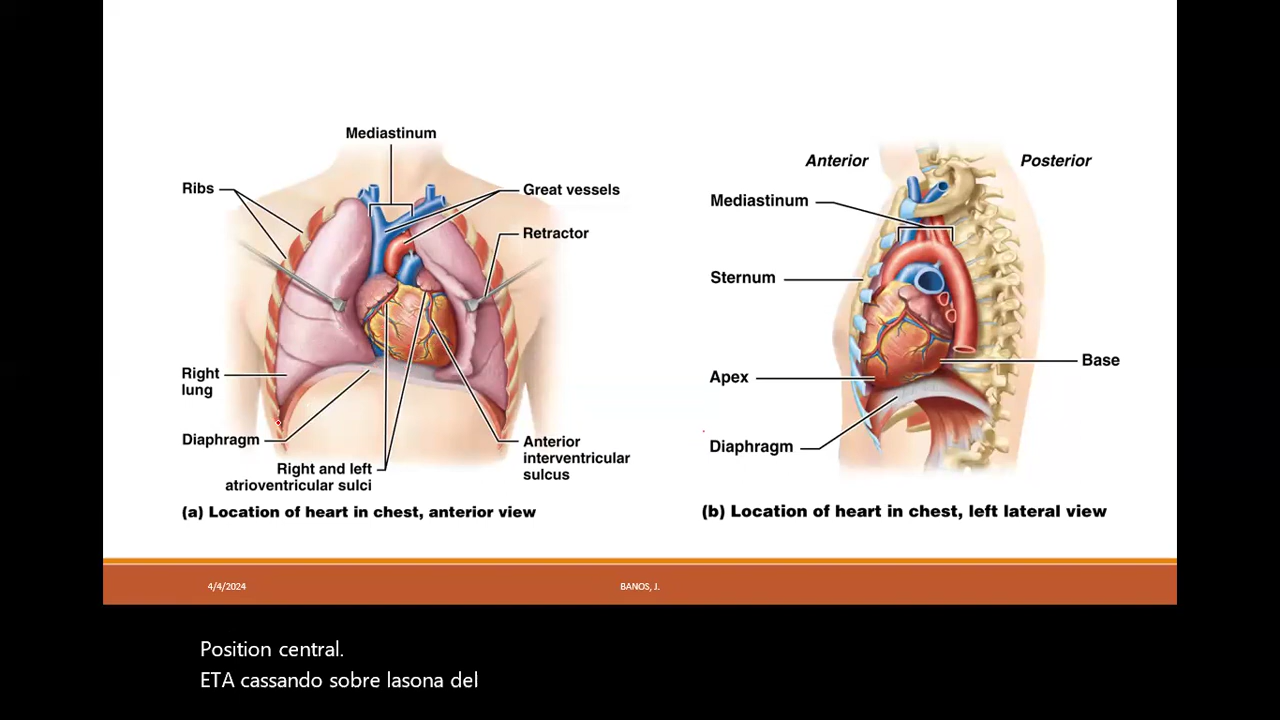 Mediastinum
Ribs
Great vessels
Retractor
Right
lung
Diaphragm
Right and left
atrioventricular sulci
Anterior
interventricular
sulcus
(a) Location of heart in chest, anterior view
Anterior
Posterior
Mediastinum
Sternum
Apex
Base
Diaphragm
(b) Location of heart in chest, left lateral view
4/4/2024
BANOS, J.
Position central.
ETA cassando sobre lasona del